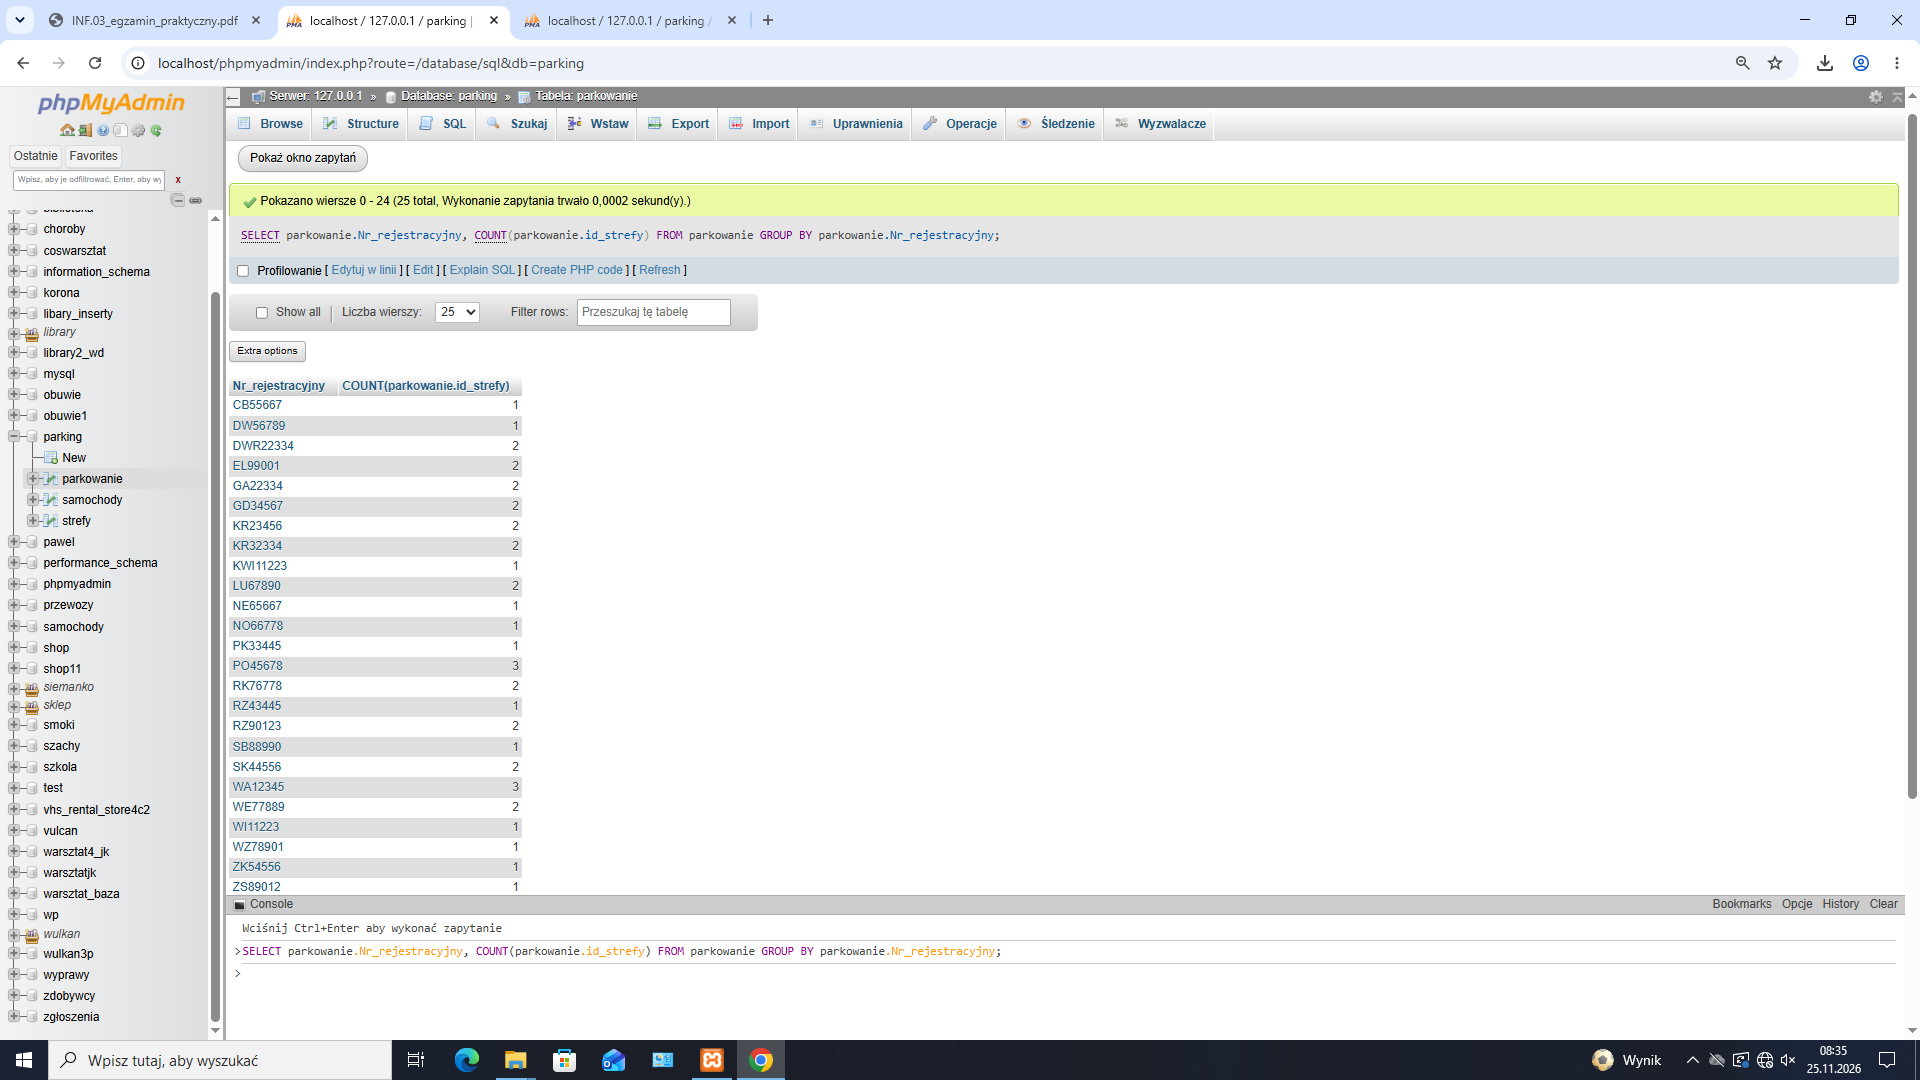 INF.03_egzamin_praktyczny.pdf
localhost / 127.0.0.1 / parking |
localhost / 127.0.0.1 / parking /
localhost/phpmyadmin/index.php?route=/database/sql&db=parking
phpMyAdmin
Ostatnie Favorites
Wpisz, aby je odfiltrować, Enter, aby wy x
choroby
coswarsztat
information_schema
korona
libary_inserty
library
library2_wd
mysql
obuwie
obuwie1
parking
New
parkowanie
samochody
strefy
pawel
performance_schema
phpmyadmin
przewozy
samochody
shop
shop11
siemanko
sklep
smoki
szachy
szkola
test
vhs_rental_store4c2
vulcan
warsztat4_jk
warsztatjk
warsztat_baza
wp
wulkan
wulkan3p
wyprawy
zdobywcy
zgłoszenia
Serwer: 127.0.0.1 » Database: parking » Tabela: parkowanie
Browse Structure SQL Szukaj Wstaw Export Import Uprawnienia Operacje Śledzenie Wyzwalacze
Pokaż okno zapytań
Pokazano wiersze 0 - 24 (25 total, Wykonanie zapytania trwało 0,0002 sekund(y).)
SELECT parkowanie.Nr_rejestracyjny, COUNT(parkowanie.id_strefy) FROM parkowanie GROUP BY parkowanie.Nr_rejestracyjny;
Profilowanie [ Edytuj w linii ] [ Edit ] [ Explain SQL ] [ Create PHP code ] [ Refresh ]
Show all | Liczba wierszy: 25 Filter rows: Przeszukaj tę tabelę
Extra options
Nr_rejestracyjny COUNT(parkowanie.id_strefy)
CB55667 1
DW56789 1
DWR22334 2
EL99001 2
GA22334 2
GD34567 2
KR23456 2
KR32334 2
KWI11223 1
LU67890 2
NE65667 1
NO66778 1
PK33445 1
PO45678 3
RK76778 2
RZ43445 1
RZ90123 2
SB88990 1
SK44556 2
WA12345 3
WE77889 2
WI11223 1
WZ78901 1
ZK54556 1
ZS89012 1
Console Bookmarks Opcje History Clear
Wciśnij Ctrl+Enter aby wykonać zapytanie
>SELECT parkowanie.Nr_rejestracyjny, COUNT(parkowanie.id_strefy) FROM parkowanie GROUP BY parkowanie.Nr_rejestracyjny;
>
Wpisz tutaj, aby wyszukać
Wynik
08:35
25.11.2026